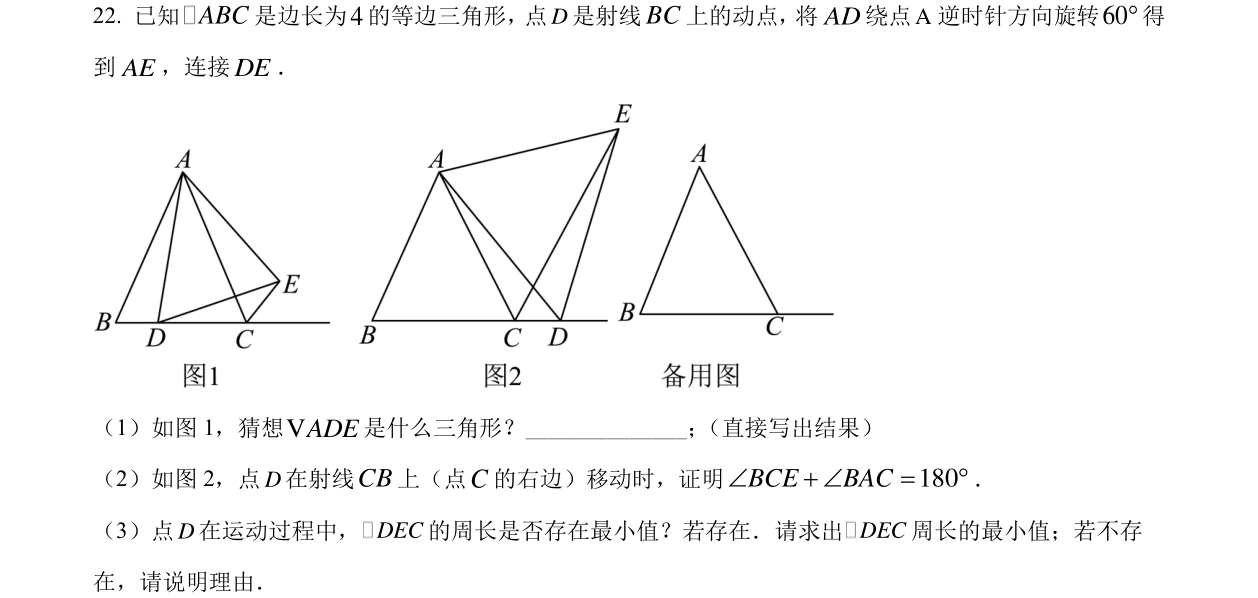 22. 已知□ABC是边长为4的等边三角形，点D是射线BC上的动点，将AD绕点A逆时针方向旋转60°得
到AE，连接DE．
A
B
D
C
E
图1
A
B
C
D
E
图2
A
B
C
备用图
（1）如图1，猜想VADE是什么三角形？______________；（直接写出结果）
（2）如图2，点D在射线CB上（点C的右边）移动时，证明∠BCE+∠BAC=180°．
（3）点D在运动过程中，□DEC的周长是否存在最小值？若存在．请求出□DEC周长的最小值；若不存
在，请说明理由．